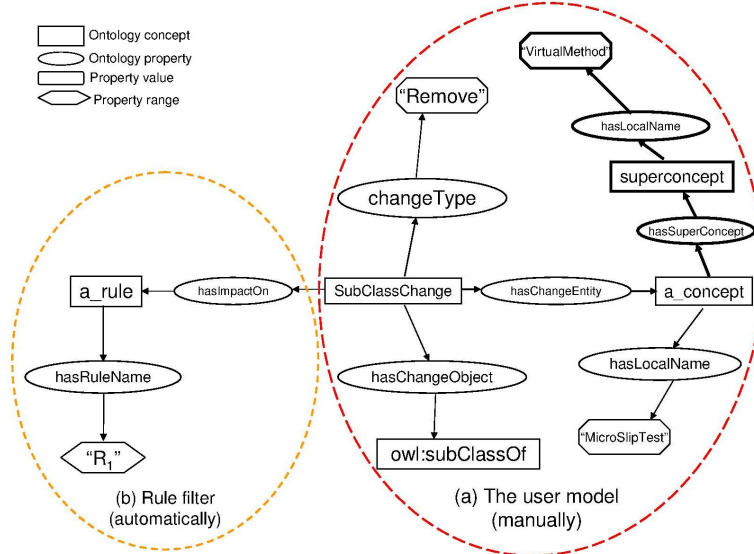 Ontology concept
Ontology property
Property value
Property range
“VirtualMethod”
“Remove”
hasLocalName
superconcept
changeType
hasSuperConcept
a_rule
hasImpactOn
SubClassChange
hasChangeEntity
a_concept
hasRuleName
hasChangeObject
hasLocalName
“R₁”
owl:subClassOf
“MicroSlipTest”
(b) Rule filter
(automatically)
(a) The user model
(manually)